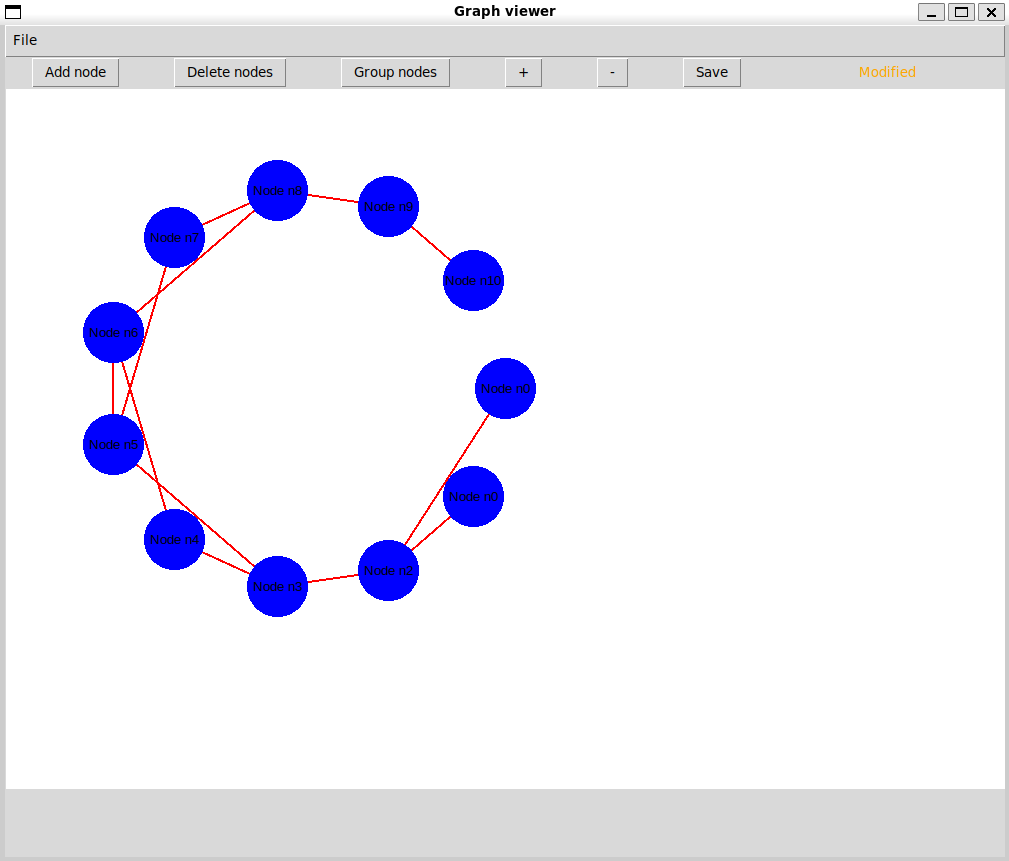 Graph viewer
File
Add node Delete nodes Group nodes + - Save Modified
Node n8
Node n9
Node n7
Node n10
Node n6
Node n0
Node n5
Node n0
Node n4
Node n2
Node n3